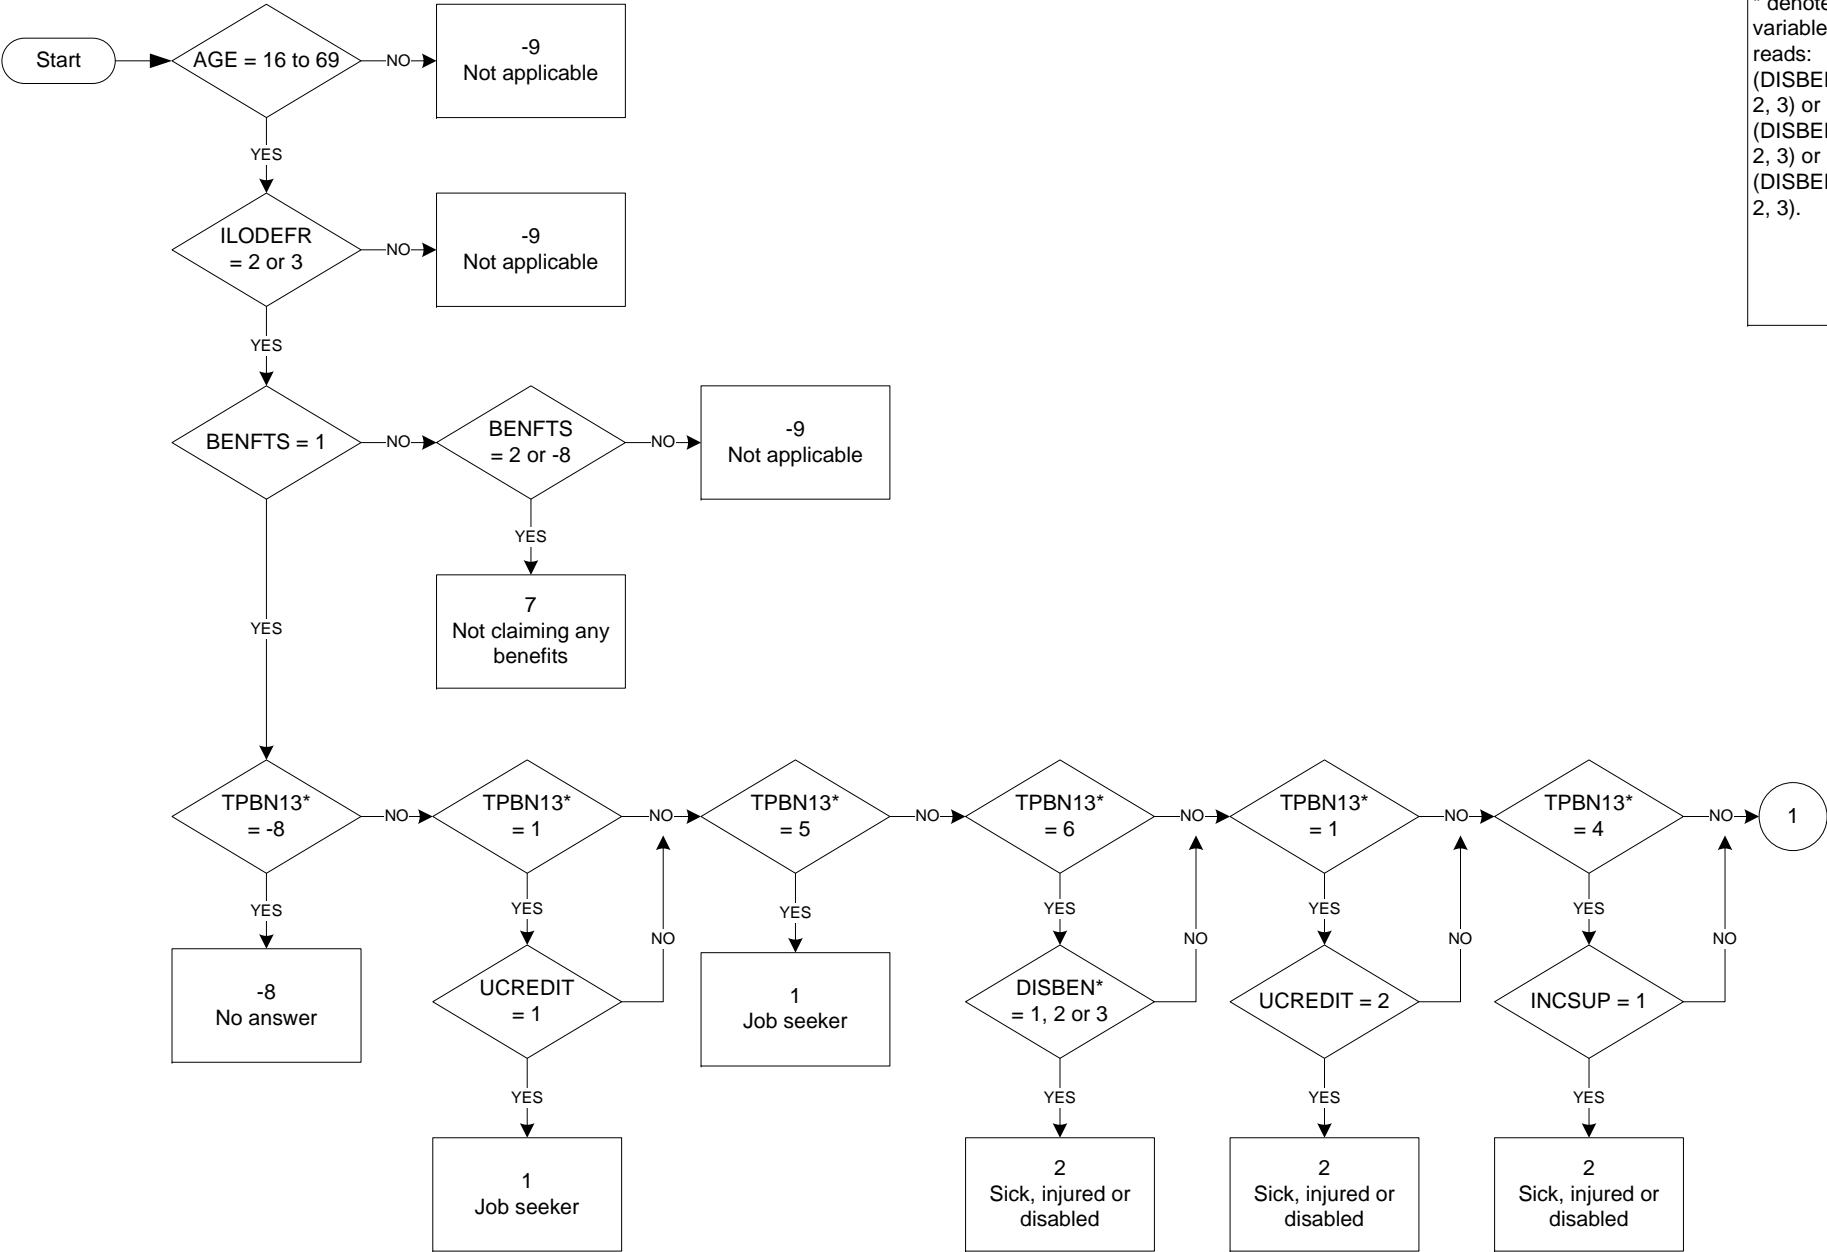 Start
AGE = 16 to 69
NO
-9
Not applicable
YES
ILODEFR
= 2 or 3
NO
-9
Not applicable
YES
BENFTS = 1
NO
BENFTS
= 2 or -8
NO
-9
Not applicable
YES
7
Not claiming any
benefits
YES
TPBN13*
= -8
NO
TPBN13*
= 1
NO
TPBN13*
= 5
NO
TPBN13*
= 6
NO
TPBN13*
= 1
NO
TPBN13*
= 4
NO
1
YES
YES
YES
YES
YES
YES
-8
No answer
UCREDIT
= 1
NO
1
Job seeker
DISBEN*
= 1, 2 or 3
NO
UCREDIT = 2
NO
INCSUP = 1
NO
YES
YES
YES
YES
1
Job seeker
2
Sick, injured or
disabled
2
Sick, injured or
disabled
2
Sick, injured or
disabled
*
variable
reads:
2, 3) or
2, 3) or
2, 3).